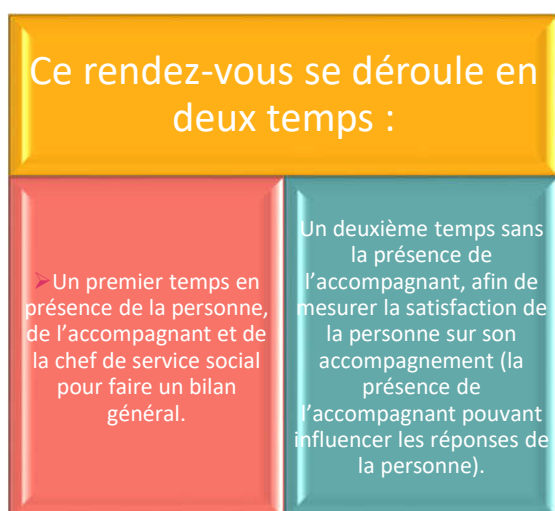 Ce rendez-vous se déroule en
deux temps :
➢Un premier temps en
présence de la personne,
de l’accompagnant et de
la chef de service social
pour faire un bilan
général.
Un deuxième temps sans
la présence de
l’accompagnant, afin de
mesurer la satisfaction de
la personne sur son
accompagnement (la
présence de
l’accompagnant pouvant
influencer les réponses de
la personne).